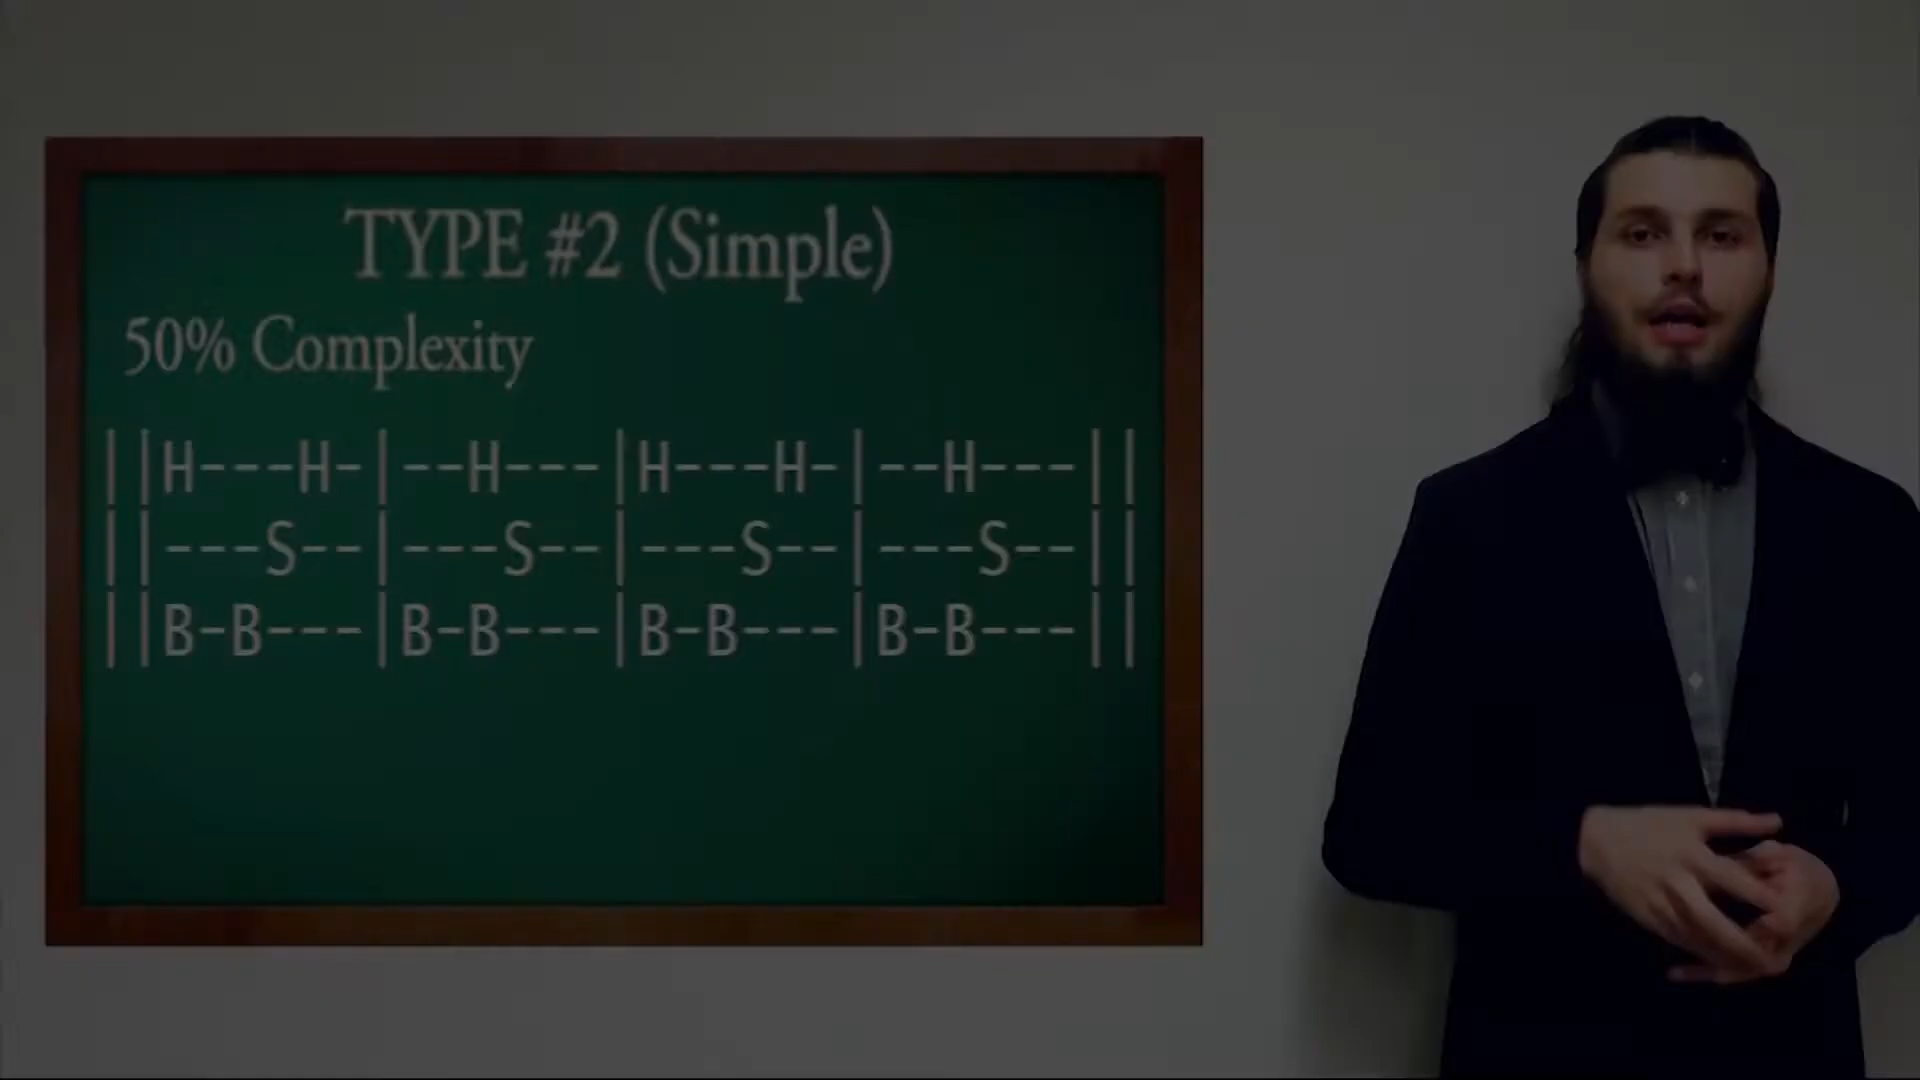 TYPE #2 (Simple)
50% Complexity
||H---H-|--H---|H---H-|--H---||
||---S--|---S--|---S--|---S--||
||B-B---|B-B---|B-B---|B-B---||